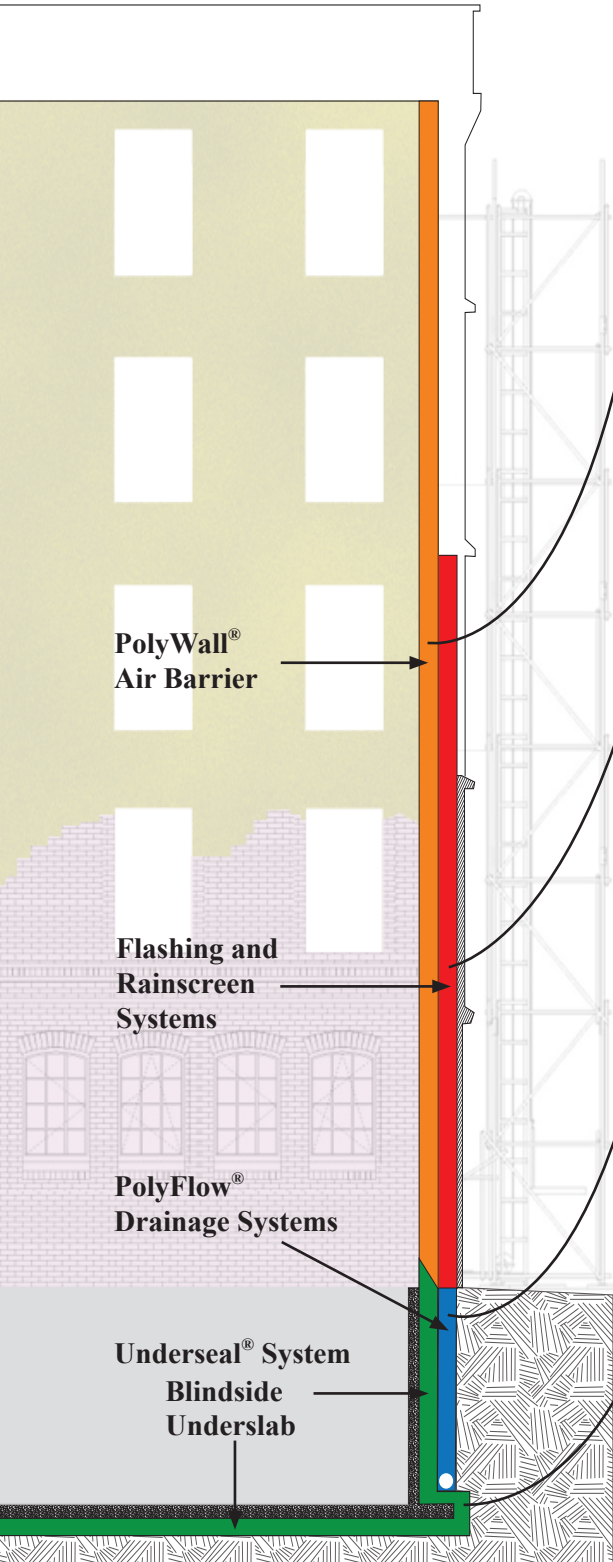 PolyWall®
Air Barrier
Flashing and
Rainscreen
Systems
PolyFlow®
Drainage Systems
Underseal® System
Blindside
Underslab